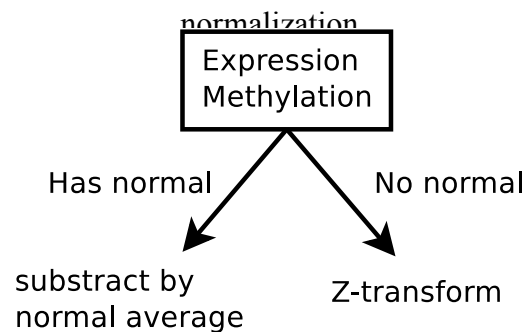 normalization
Expression
Methylation
Has normal
No normal
substract by
normal average
Z-transform